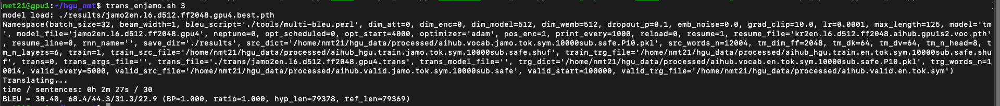 [nmt21@gpu1:~/hgu_nmt$ trans_enjamo.sh 3 ]
model load: ./results/jamo2en.l6.d512.ff2048.gpu4.best.pth
Namespace(batch_size=32, beam_width=1, bleu_script='./tools/multi-bleu.perl', dim_att=0, dim_enc=0, dim_model=512, dim_wemb=512, dropout_p=0.1, emb_noise=0.0, grad_clip=10.0, lr=0.0001, max_length=125, model='tm
', model_file='jamo2en.l6.d512.ff2048.gpu4', neptune=0, opt_scheduled=0, opt_start=4000, optimizer='adam', pos_enc=1, print_every=1000, reload=0, resume=1, resume_file='kr2en.l6.d512.ff2048.aihub.gpu1s2.voc.pth'
, resume_line=0, rnn_name='', save_dir='./results', src_dict='/home/nmt21/hgu_data/processed/aihub.vocab.jamo.tok.sym.10000sub.safe.P10.pkl', src_words_n=12004, tm_dim_ff=2048, tm_dk=64, tm_dv=64, tm_n_head=8, t
m_n_layers=6, train=1, train_src_file='/home/nmt21/hgu_data/processed/aihub_hgu.train.jamo.tok.sym.10000sub.safe.shuf', train_trg_file='/home/nmt21/hgu_data/processed/aihub_hgu.train.en.tok.sym.10000sub.safe.shu
f', trans=0, trans_args_file='', trans_file='./trans/jamo2en.l6.d512.ff2048.gpu4.trans', trans_model_file='', trg_dict='/home/nmt21/hgu_data/processed/aihub.vocab.en.tok.sym.10000sub.safe.P10.pkl', trg_words_n=1
0014, valid_every=5000, valid_src_file='/home/nmt21/hgu_data/processed/aihub.valid.jamo.tok.sym.10000sub.safe', valid_start=100000, valid_trg_file='/home/nmt21/hgu_data/processed/aihub.valid.en.tok.sym')
Translating...
time / sentences: 0h 2m 27s / 30
BLEU = 38.40, 68.4/44.3/31.3/22.9 (BP=1.000, ratio=1.000, hyp_len=79378, ref_len=79369)